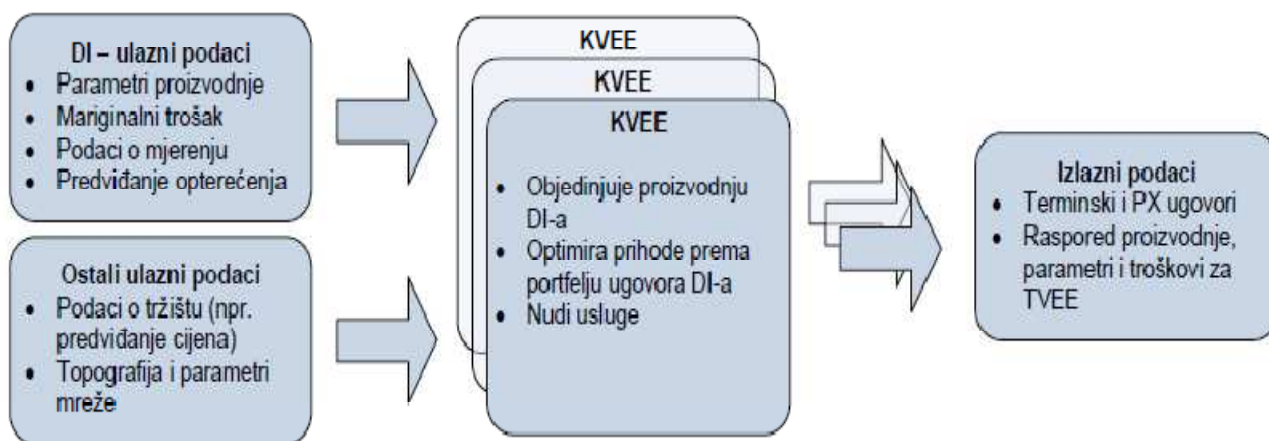 DI – ulazni podaci
• Parametri proizvodnje
• Mariginalni trošak
• Podaci o mjerenju
• Predviđanje opterećenja
Ostali ulazni podaci
• Podaci o tržištu (npr.
predviđanje cijena)
• Topografija i parametri
mreže
KVEE
KVEE
KVEE
• Objedinjuje proizvodnju
DI-a
• Optimira prihode prema
portfelju ugovora DI-a
• Nudi usluge
Izlazni podaci
• Terminski i PX ugovori
• Raspored proizvodnje,
parametri i troškovi za
TVEE